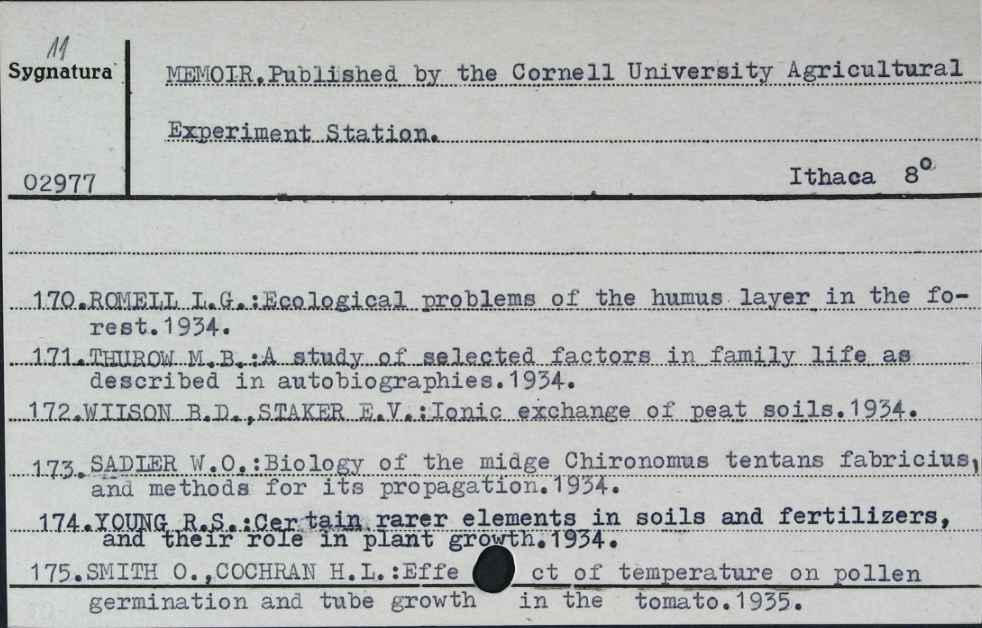 11
Sygnatura
MEMOIR.Published by the Cornell University Agricultural
Experiment Station.
02977
Ithaca 8°
170.ROMELL L.G.:Ecological problems of the humus layer in the fo-
rest.1934.
171.THUROW M.B.:A study of selected factors in family life as
described in autobiographies.1934.
172.WIISON B.D.,STAKER E.V.:Ionic exchange of peat soils.1934.
173.SADIER W.O.:Biology of the midge Chironomus tentans fabricius,
and methods for its propagation.1934.
174.YOUNG R.S.:Cer tain rarer elements in soils and fertilizers,
and their role in plant growth.1934.
175.SMITH O.,COCHRAN H.L.:Effe ct of temperature on pollen
germination and tube growth in the tomato.1935.